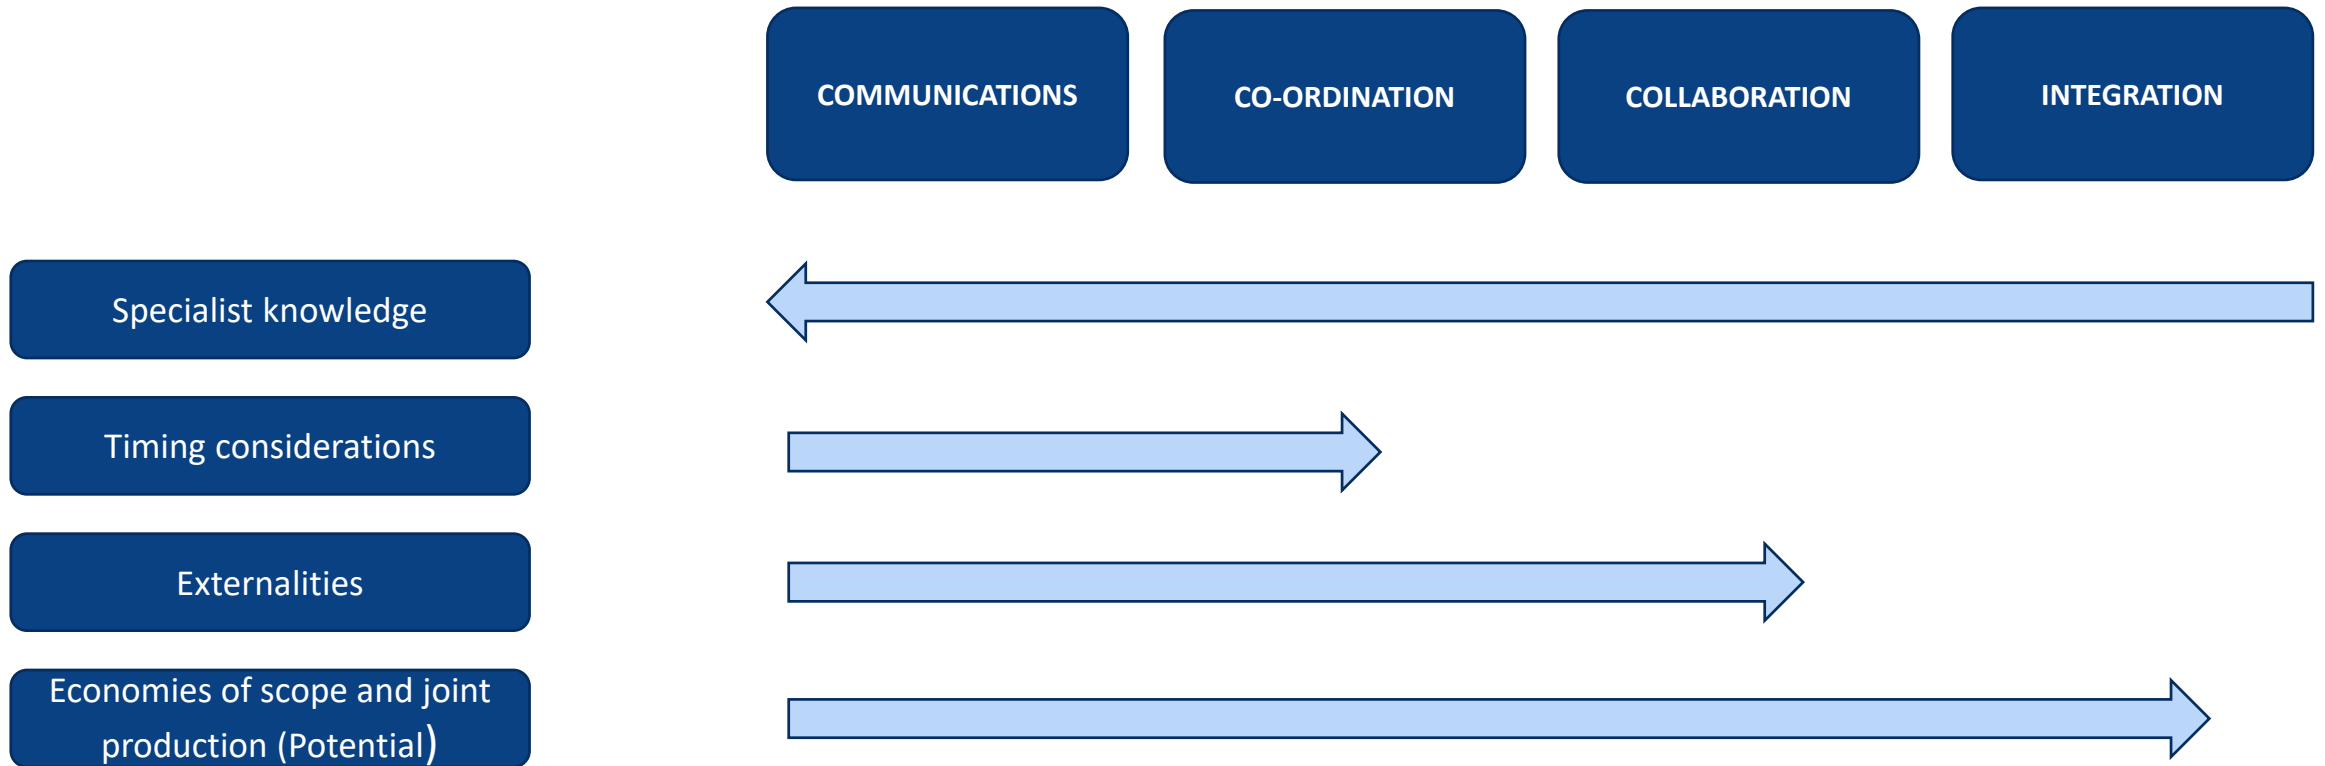 COMMUNICATIONS
CO-ORDINATION
COLLABORATION
INTEGRATION
Specialist knowledge
Timing considerations
Externalities
Economies of scope and joint
production (Potential)